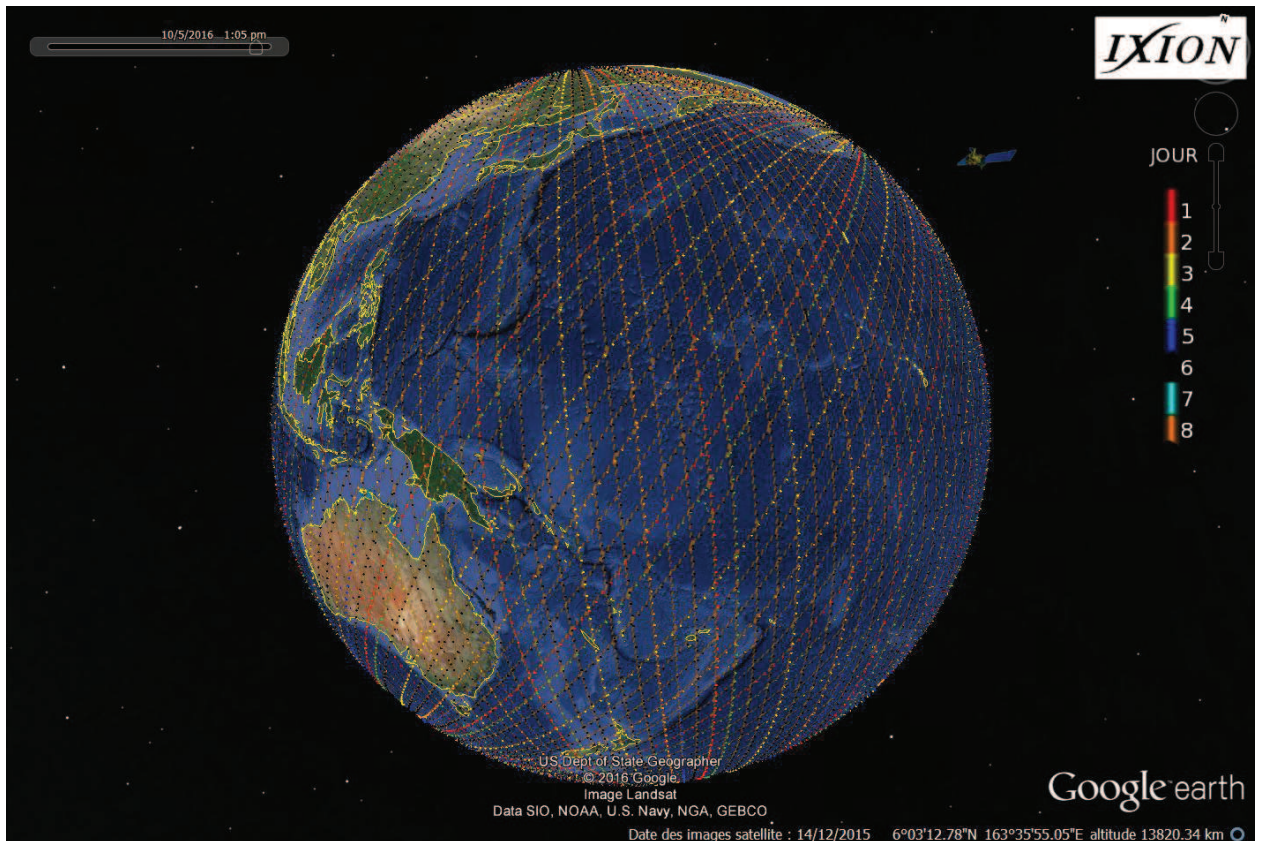 10/5/2016 1:05 pm
N
IXION
JOUR
1
2
3
4
5
6
7
8
US Dept of State Geographer
© 2016 Google
Image Landsat
Data SIO, NOAA, U.S. Navy, NGA, GEBCO
Google earth
Date des images satellite : 14/12/2015 6°03'12.78"N 163°35'55.05"E altitude 13820.34 km